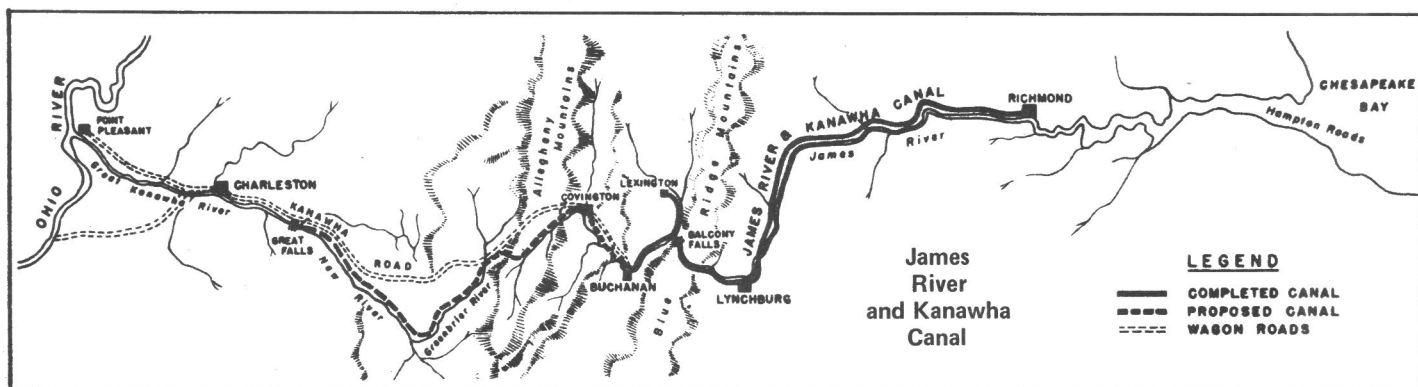 OHIO RIVER
POINT
PLEASANT
Great Kanawha River
CHARLESTON
KANAWHA ROAD
GREAT
FALLS
New River
Greenbrier River
Allegheny
Mountains
COVINGTON
BUCHANAN
LEXINGTON
BALCONY
FALLS
Blue Ridge Mountains
LYNCHBURG
JAMES RIVER & KANAWHA CANAL
James River
RICHMOND
CHESAPEAKE
BAY
Hampton Roads
James
River
and Kanawha
Canal
LEGEND
COMPLETED CANAL
PROPOSED CANAL
WAGON ROADS